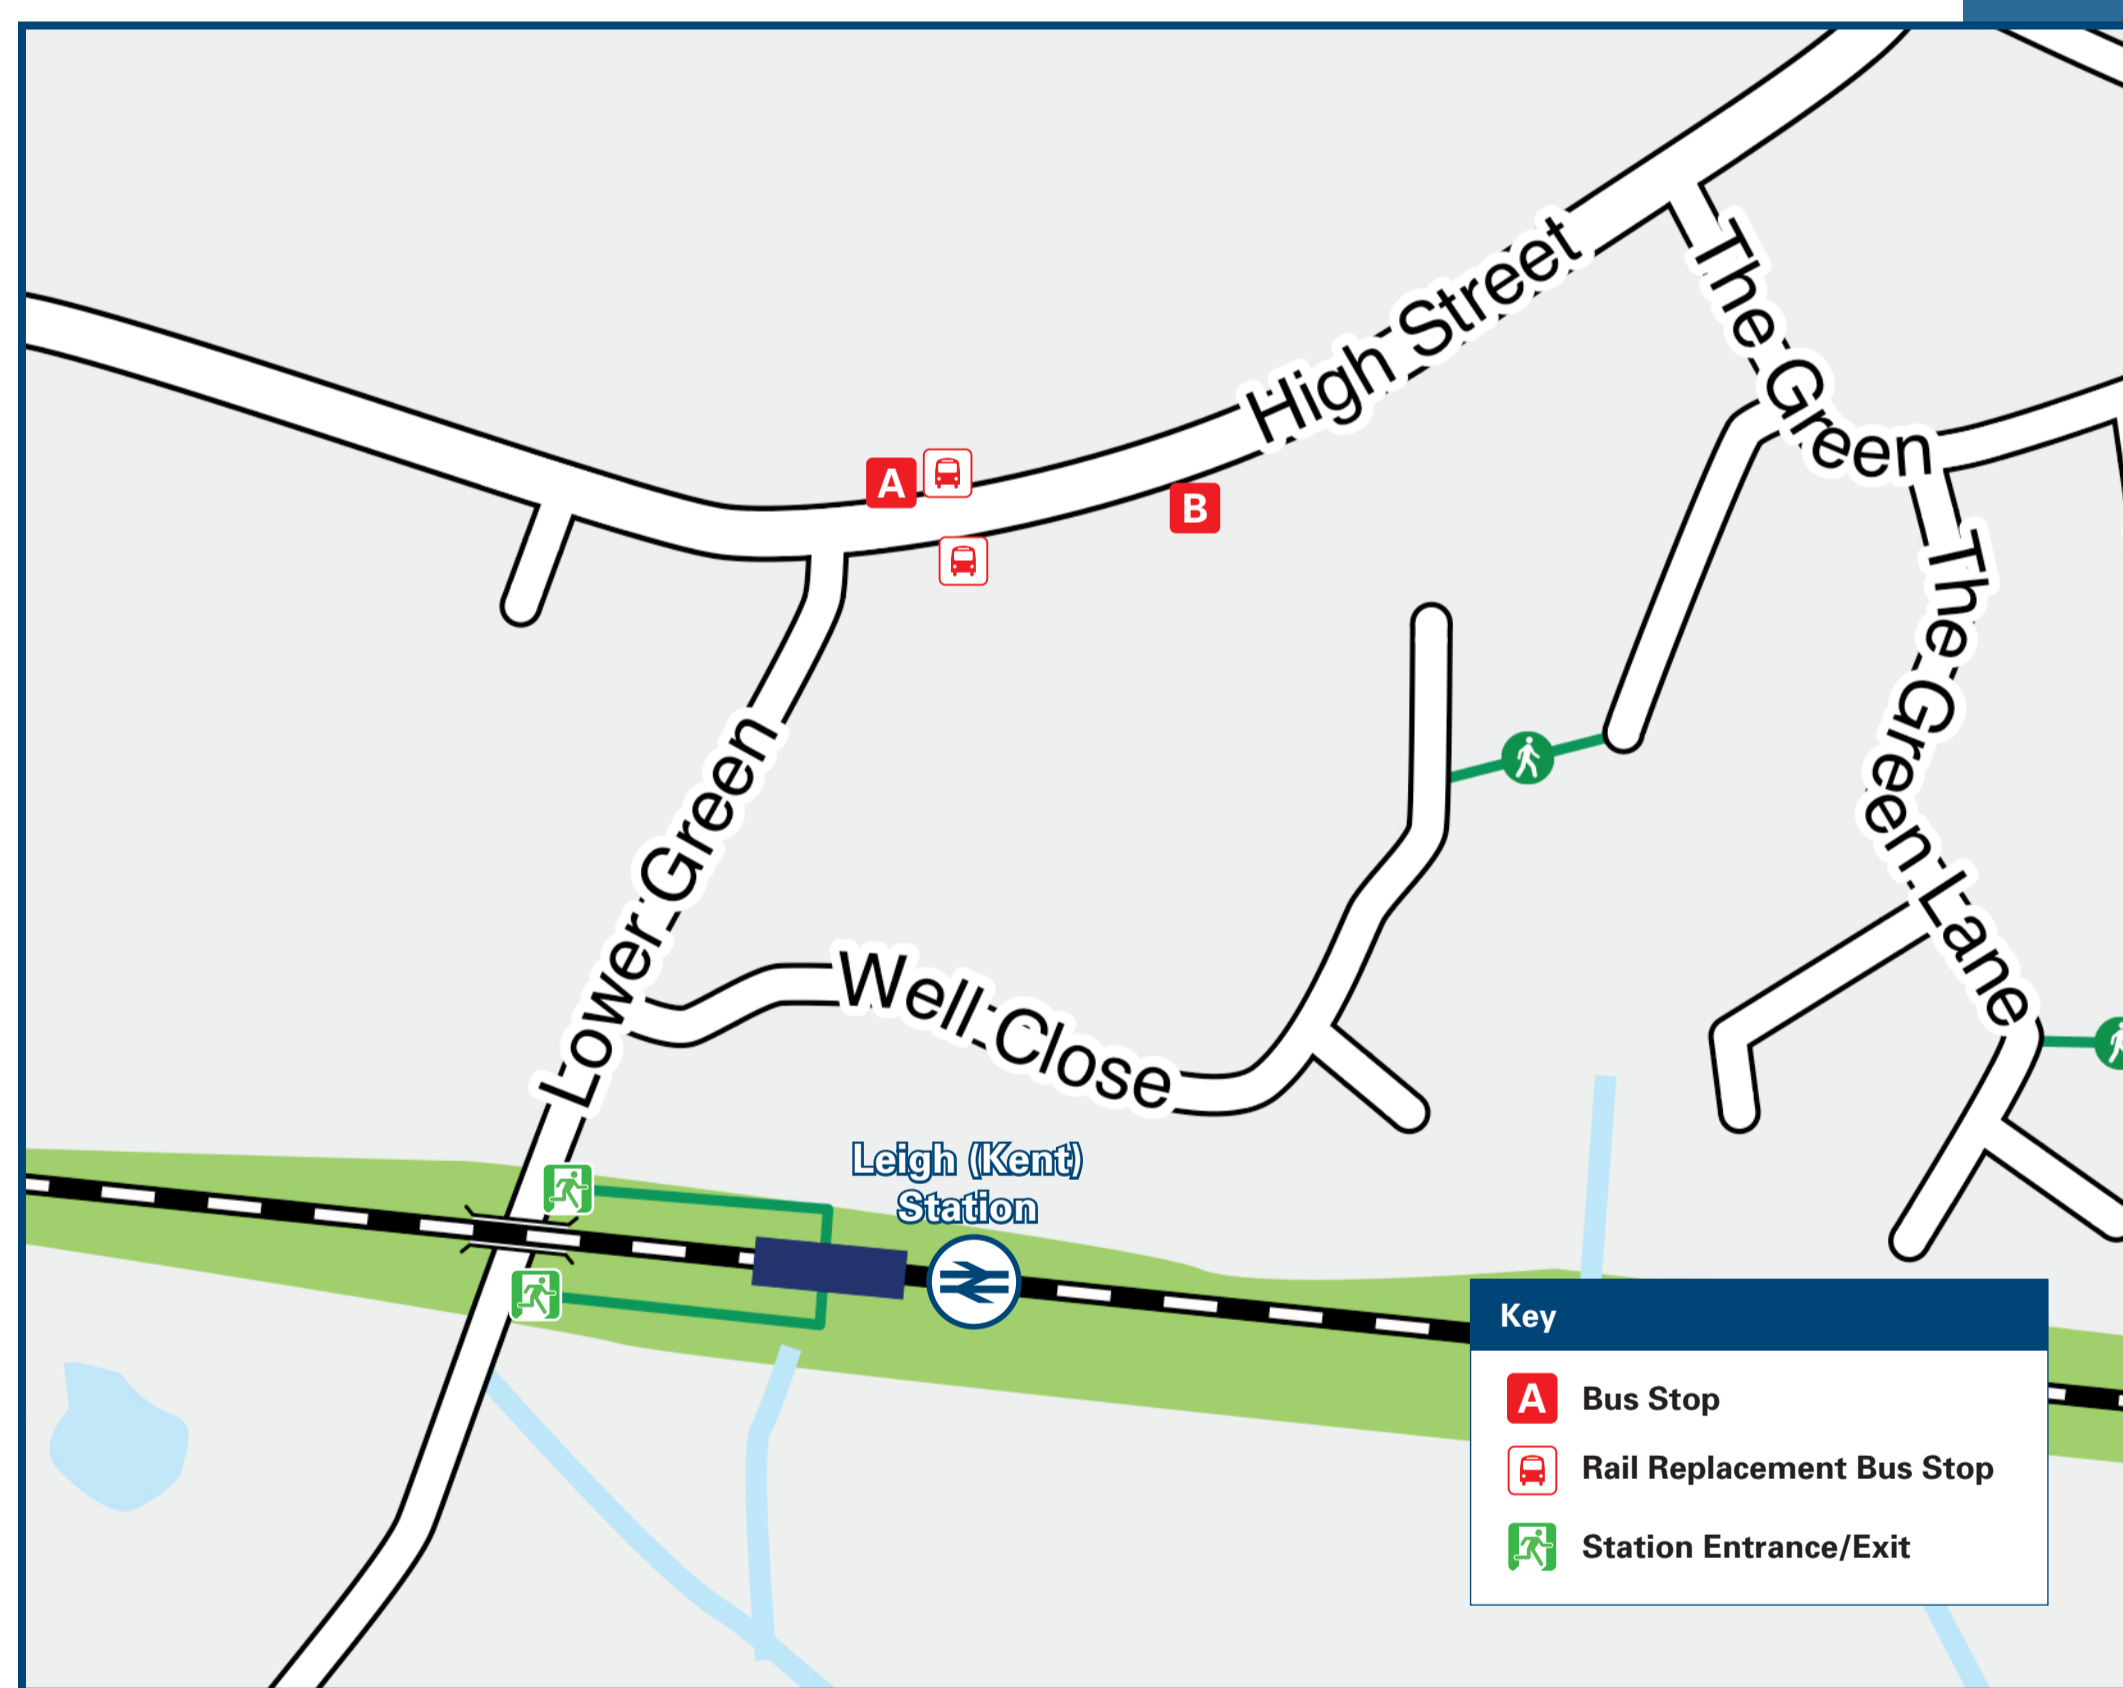 High Street
The Green
A
B
The Green
Lower Green
Green Lane
Well Close
Leigh (Kent)
Station
Key
A Bus Stop
Rail Replacement Bus Stop
Station Entrance/Exit